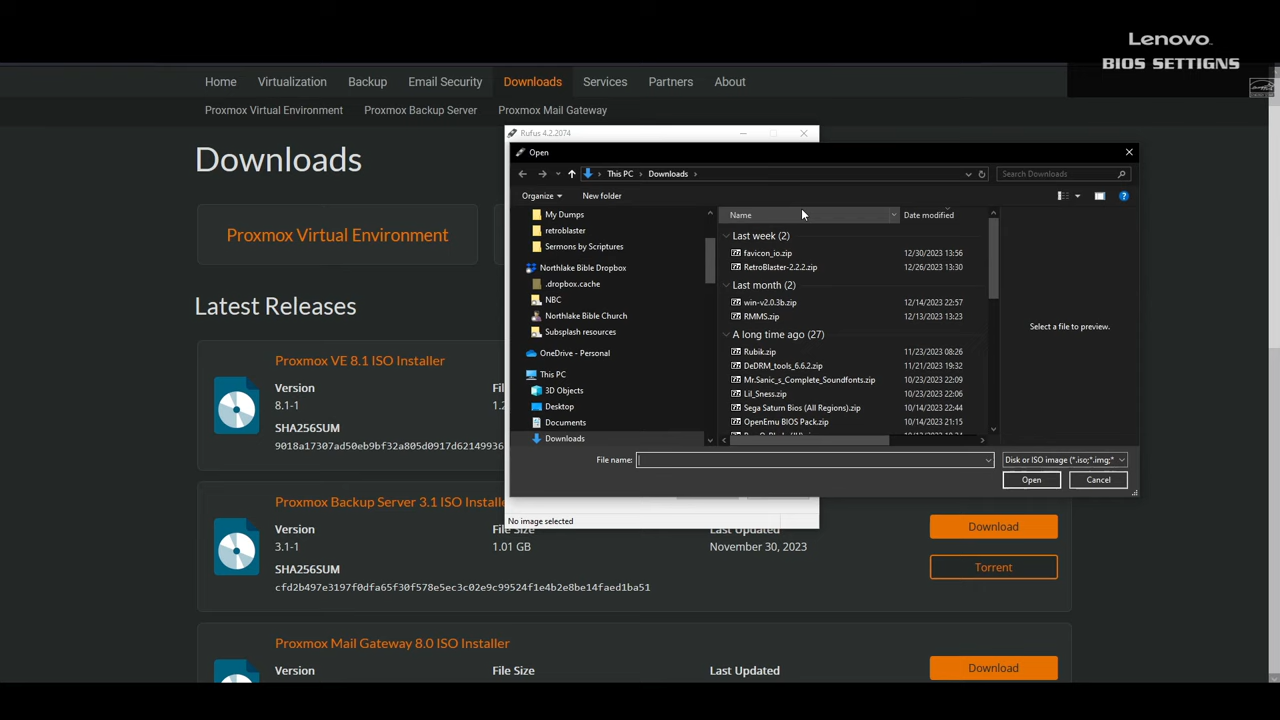 Lenovo
BIOS SETTIGNS
Home Virtualization Backup Email Security Downloads Services Partners About
Proxmox Virtual Environment Proxmox Backup Server Proxmox Mail Gateway
Rufus 4.2.2074
Downloads
Open
This PC Downloads
Search Downloads
Proxmox Virtual Environment
Organize New folder
My Dumps
retroblaster
Sermons by Scriptures
Northlake Bible Dropbox
.dropbox.cache
NBC
Northlake Bible Church
Subsplash resources
OneDrive - Personal
This PC
3D Objects
Desktop
Documents
Downloads
Name Date modified
Last week (2)
favicon_io.zip 12/30/2023 13:56
RetroBlaster-2.2.2.zip 12/26/2023 13:30
Last month (2)
win-v2.0.3b.zip 12/14/2023 22:57
RMMS.zip 12/13/2023 13:23
A long time ago (27)
Rubik.zip 11/23/2023 08:26
DeDRM_tools_6.6.2.zip 11/21/2023 19:32
Mr.Sanic_s_Complete_Soundfonts.zip 10/23/2023 22:09
Lil_Sness.zip 10/23/2023 22:06
Sega Saturn Bios (All Regions).zip 10/14/2023 22:44
OpenEmu BIOS Pack.zip 10/14/2023 21:15
Select a file to preview.
File name:
Disk or ISO image (*.iso;*.img;*
Open Cancel
No image selected
Latest Releases
Proxmox VE 8.1 ISO Installer
Version
8.1-1
SHA256SUM
Proxmox Backup Server 3.1 ISO Installe
Version File Size Last Updated
3.1-1 1.01 GB November 30, 2023
SHA256SUM
cfd2b497e3197f0dfa65f30f578e5ec3c02e9c99524f1e4b2e8be14faed1ba51
Download
Torrent
Proxmox Mail Gateway 8.0 ISO Installer
Version File Size Last Updated
Download